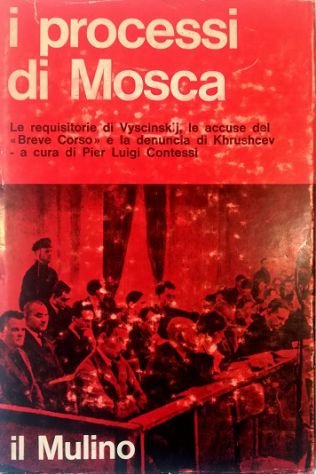 i processi
di Mosca
Le requisitorie di Vyscinskij, le accuse del
«Breve Corso» e la denuncia di Khrushcev
- a cura di Pier Luigi Contessi
il Mulino